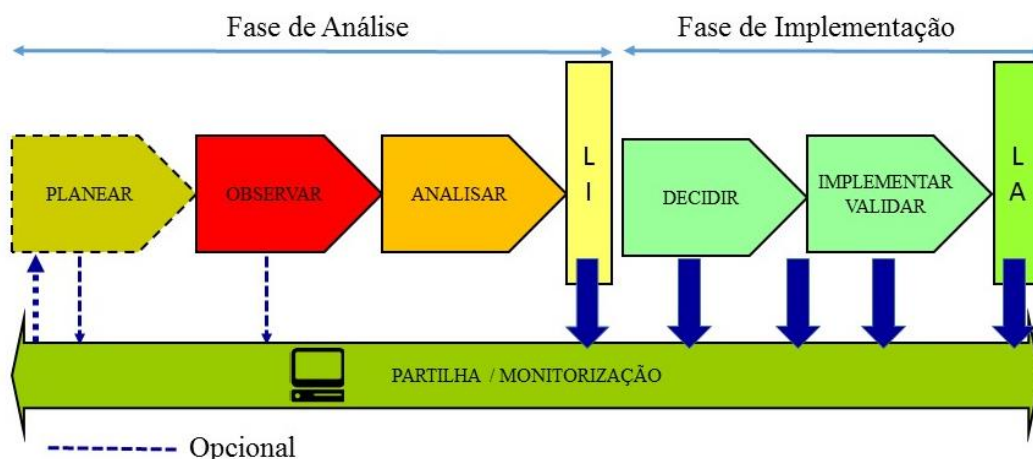 Fase de Análise
Fase de Implementação
PLANEAR
OBSERVAR
ANALISAR
L
I
DECIDIR
IMPLEMENTAR
VALIDAR
L
A
PARTILHA / MONITORIZAÇÃO
Opcional